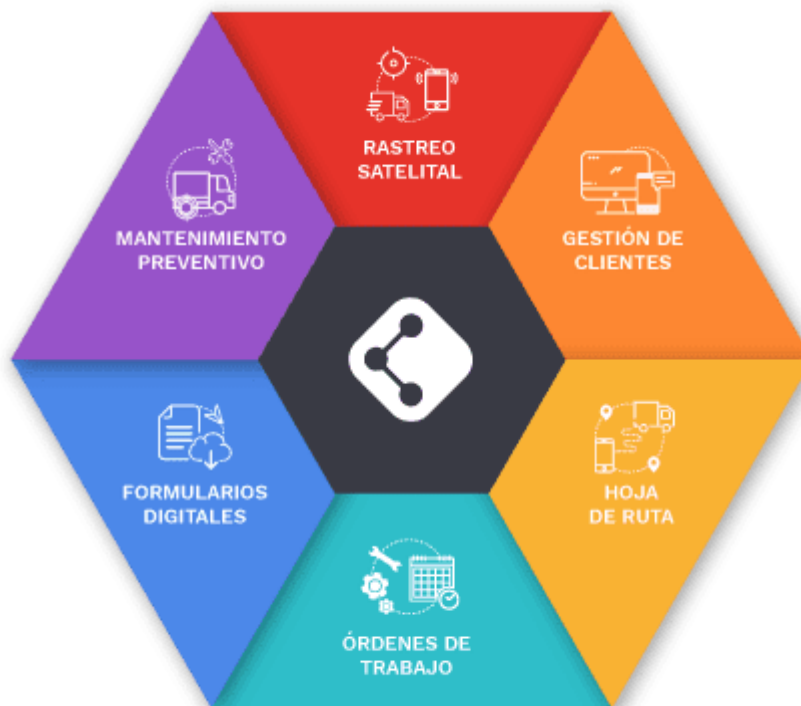 RASTREO
SATELITAL
GESTIÓN DE
CLIENTES
HOJA
DE RUTA
ÓRDENES DE
TRABAJO
FORMULARIOS
DIGITALES
MANTENIMIENTO
PREVENTIVO